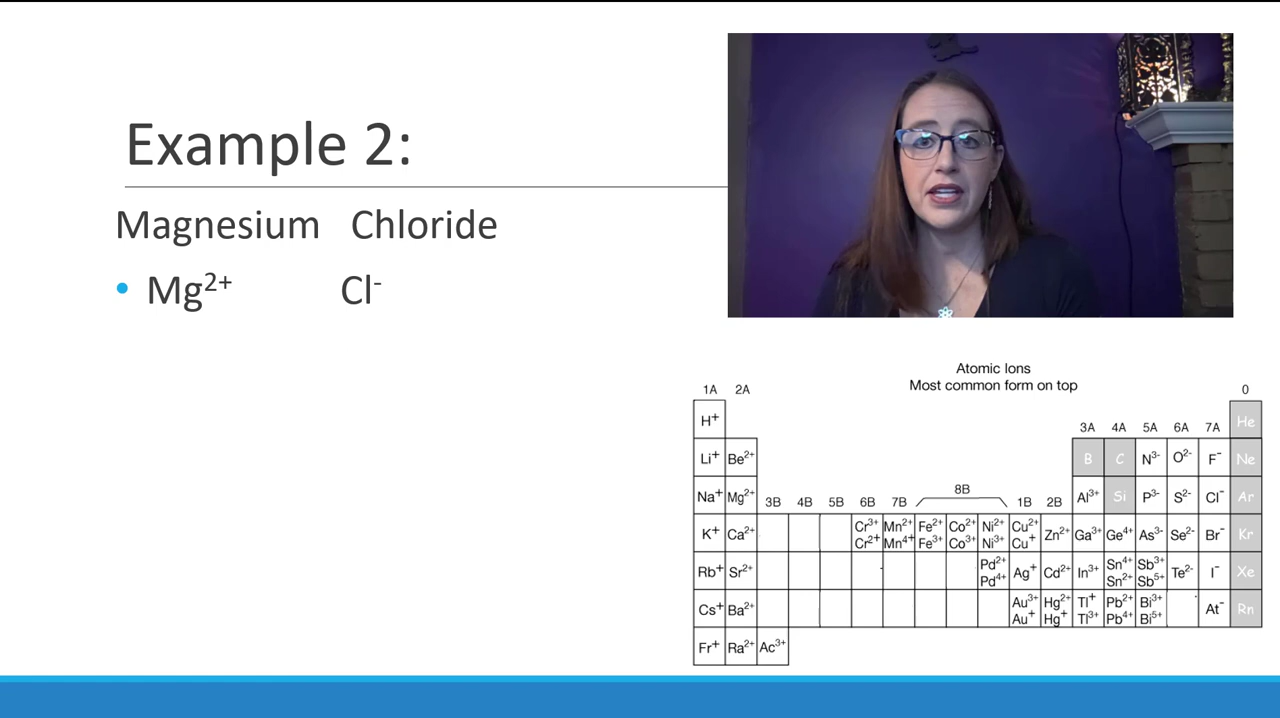 Example 2:
Magnesium Chloride
• Mg²⁺ Cl⁻
Atomic Ions
Most common form on top
1A 2A 0
H⁺ 3A 4A 5A 6A 7A He
Li⁺ Be²⁺ B C N³⁻ O²⁻ F⁻ Ne
Na⁺ Mg²⁺ 3B 4B 5B 6B 7B 8B 1B 2B Al³⁺ Si P³⁻ S²⁻ Cl⁻ Ar
K⁺ Ca²⁺ Cr³⁺ Mn²⁺ Fe²⁺ Co²⁺ Ni²⁺ Cu²⁺ Zn²⁺ Ga³⁺ Ge⁴⁺ As³⁻ Se²⁻ Br⁻ Kr
Cr²⁺ Mn⁴⁺ Fe³⁺ Co³⁺ Ni³⁺ Cu⁺
Rb⁺ Sr²⁺ Pd²⁺ Ag⁺ Cd²⁺ In³⁺ Sn⁴⁺ Sb³⁺ Te²⁻ I⁻ Xe
Pd⁴⁺ Sn²⁺ Sb⁵⁺
Cs⁺ Ba²⁺ Au³⁺ Hg²⁺ Tl⁺ Pb²⁺ Bi³⁺ At⁻ Rn
Au⁺ Hg⁺ Tl³⁺ Pb⁴⁺ Bi⁵⁺
Fr⁺ Ra²⁺ Ac³⁺